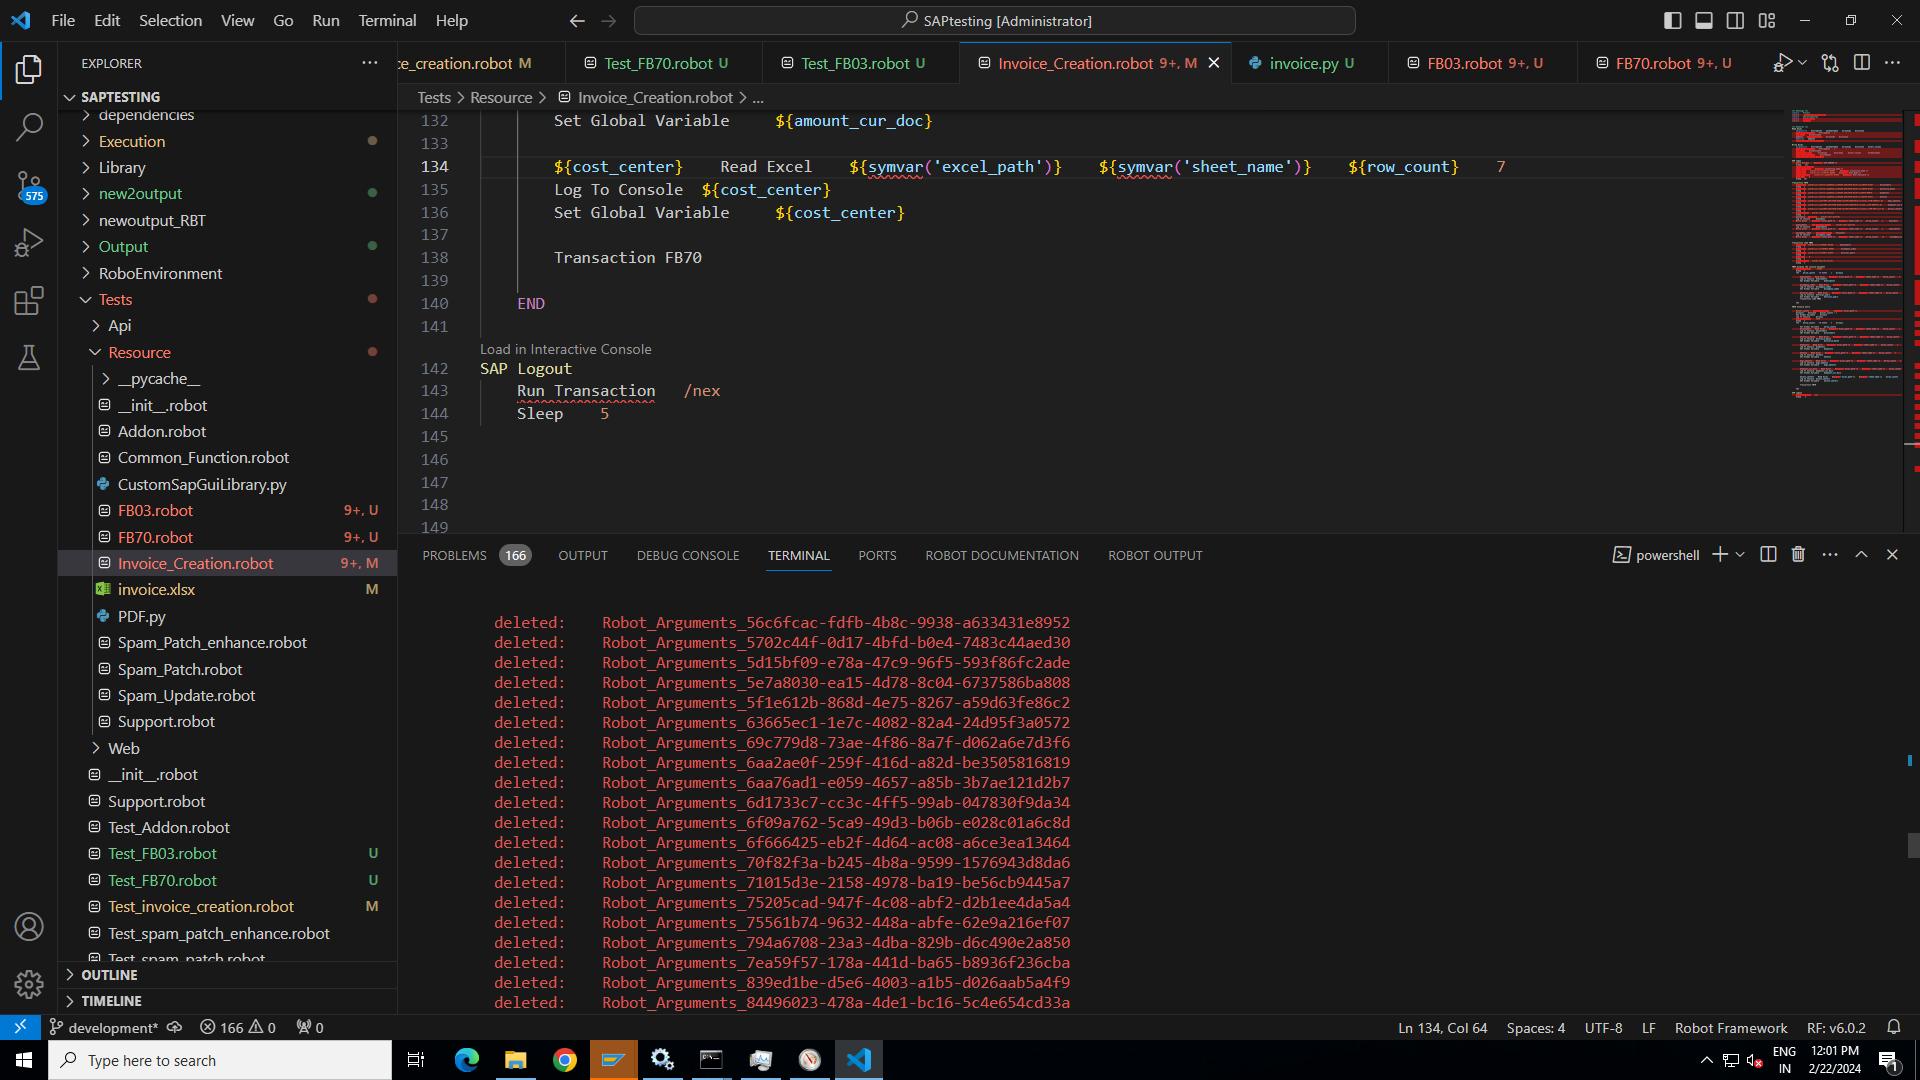 File Edit Selection View Go Run Terminal Help
SAPtesting [Administrator]
EXPLORER
SAPTESTING
dependencies
Execution
Library
new2output
newoutput_RBT
Output
RoboEnvironment
Tests
Api
Resource
__pycache__
__init__.robot
Addon.robot
Common_Function.robot
CustomSapGuiLibrary.py
FB03.robot 9+, U
FB70.robot 9+, U
Invoice_Creation.robot 9+, M
invoice.xlsx M
PDF.py
Spam_Patch_enhance.robot
Spam_Patch.robot
Spam_Update.robot
Support.robot
Web
__init__.robot
Support.robot
Test_Addon.robot
Test_FB03.robot U
Test_FB70.robot U
Test_invoice_creation.robot M
Test_spam_patch_enhance.robot
Test_spam_patch.robot
OUTLINE
TIMELINE
575
ce_creation.robot M
Test_FB70.robot U
Test_FB03.robot U
Invoice_Creation.robot 9+, M
invoice.py U
FB03.robot 9+, U
FB70.robot 9+, U
Tests > Resource > Invoice_Creation.robot > ...
132 Set Global Variable ${amount_cur_doc}
133
134 ${cost_center} Read Excel ${symvar('excel_path')} ${symvar('sheet_name')} ${row_count} 7
135 Log To Console ${cost_center}
136 Set Global Variable ${cost_center}
137
138 Transaction FB70
139
140 END
141
Load in Interactive Console
142 SAP Logout
143 Run Transaction /nex
144 Sleep 5
145
146
147
148
149
PROBLEMS 166 OUTPUT DEBUG CONSOLE TERMINAL PORTS ROBOT DOCUMENTATION ROBOT OUTPUT
powershell
deleted: Robot_Arguments_56c6fcac-fdfb-4b8c-9938-a633431e8952
deleted: Robot_Arguments_5702c44f-0d17-4bfd-b0e4-7483c44aed30
deleted: Robot_Arguments_5d15bf09-e78a-47c9-96f5-593f86fc2ade
deleted: Robot_Arguments_5e7a8030-ea15-4d78-8c04-6737586ba808
deleted: Robot_Arguments_5f1e612b-868d-4e75-8267-a59d63fe86c2
deleted: Robot_Arguments_63665ec1-1e7c-4082-82a4-24d95f3a0572
deleted: Robot_Arguments_69c779d8-73ae-4f86-8a7f-d062a6e7d3f6
deleted: Robot_Arguments_6aa2ae0f-259f-416d-a82d-be3505816819
deleted: Robot_Arguments_6aa76ad1-e059-4657-a85b-3b7ae121d2b7
deleted: Robot_Arguments_6d1733c7-cc3c-4ff5-99ab-047830f9da34
deleted: Robot_Arguments_6f09a762-5ca9-49d3-b06b-e028c01a6c8d
deleted: Robot_Arguments_6f666425-eb2f-4d64-ac08-a6ce3ea13464
deleted: Robot_Arguments_70f82f3a-b245-4b8a-9599-1576943d8da6
deleted: Robot_Arguments_71015d3e-2158-4978-ba19-be56cb9445a7
deleted: Robot_Arguments_75205cad-947f-4c08-abf2-d2b1ee4da5a4
deleted: Robot_Arguments_75561b74-9632-448a-abfe-62e9a216ef07
deleted: Robot_Arguments_794a6708-23a3-4dba-829b-d6c490e2a850
deleted: Robot_Arguments_7ea59f57-178a-441d-ba65-b8936f236cba
deleted: Robot_Arguments_839ed1be-d5e6-4003-a1b5-d026aab5a4f9
deleted: Robot_Arguments_84496023-478a-4de1-bc16-5c4e654cd33a
development* 166 0 0
Ln 134, Col 64 Spaces: 4 UTF-8 LF Robot Framework RF: v6.0.2
Type here to search
ENG
IN
12:01 PM
2/22/2024
1